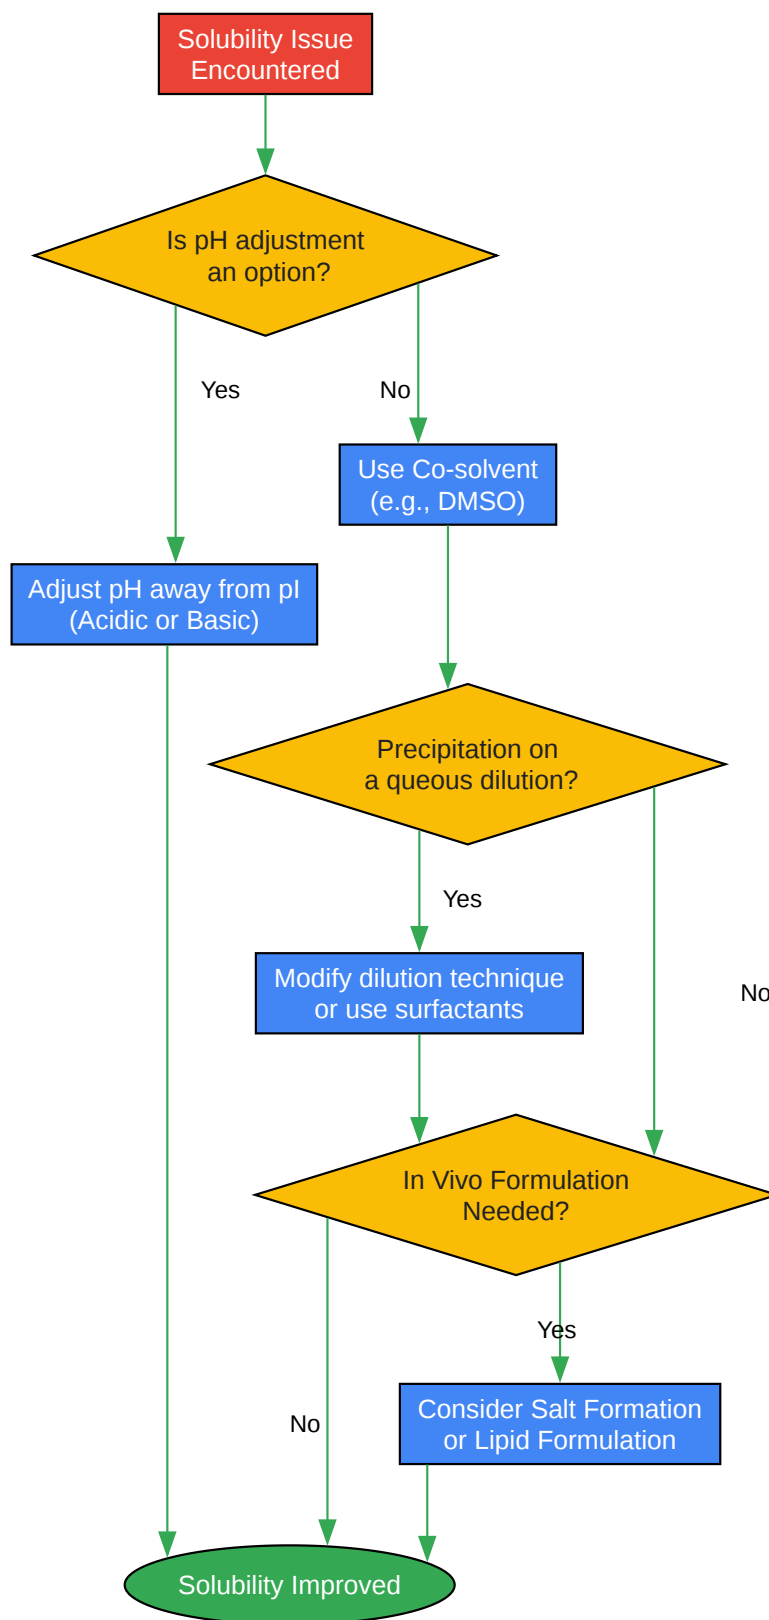 Solubility Issue
Encountered
Is pH adjustment
an option?
Yes
No
Use Co-solvent
(e.g., DMSO)
Adjust pH away from pI
(Acidic or Basic)
Precipitation on
a queous dilution?
Yes
Modify dilution technique
or use surfactants
No
In Vivo Formulation
Needed?
Yes
Consider Salt Formation
or Lipid Formulation
No
Solubility Improved